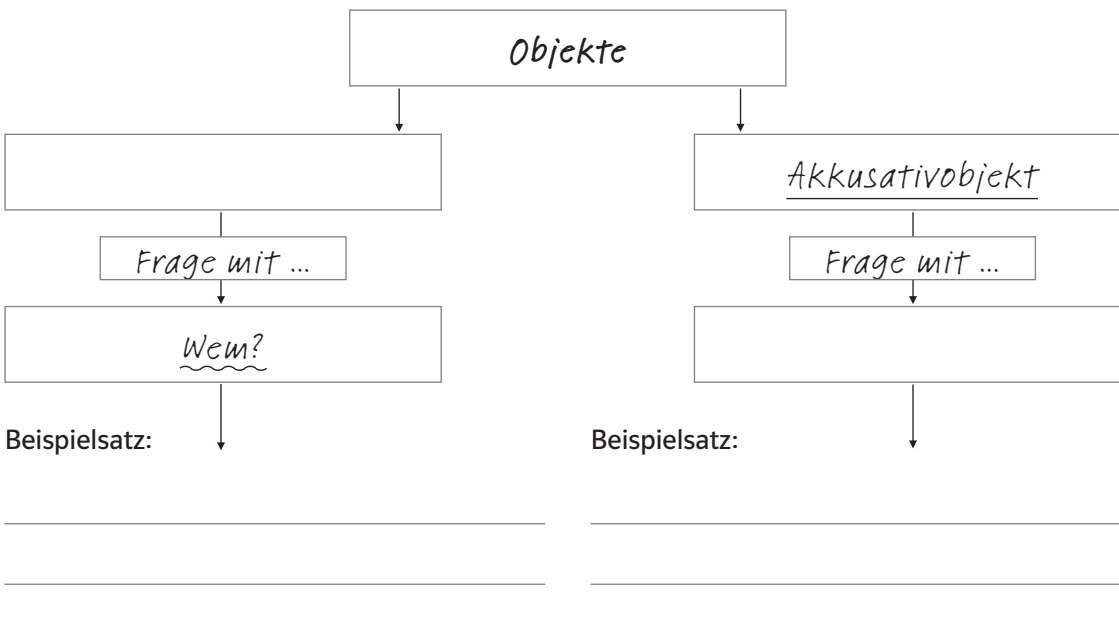 Objekte
Akkusativobjekt
Frage mit ...
Frage mit ...
Wem?
Beispielsatz:
Beispielsatz: